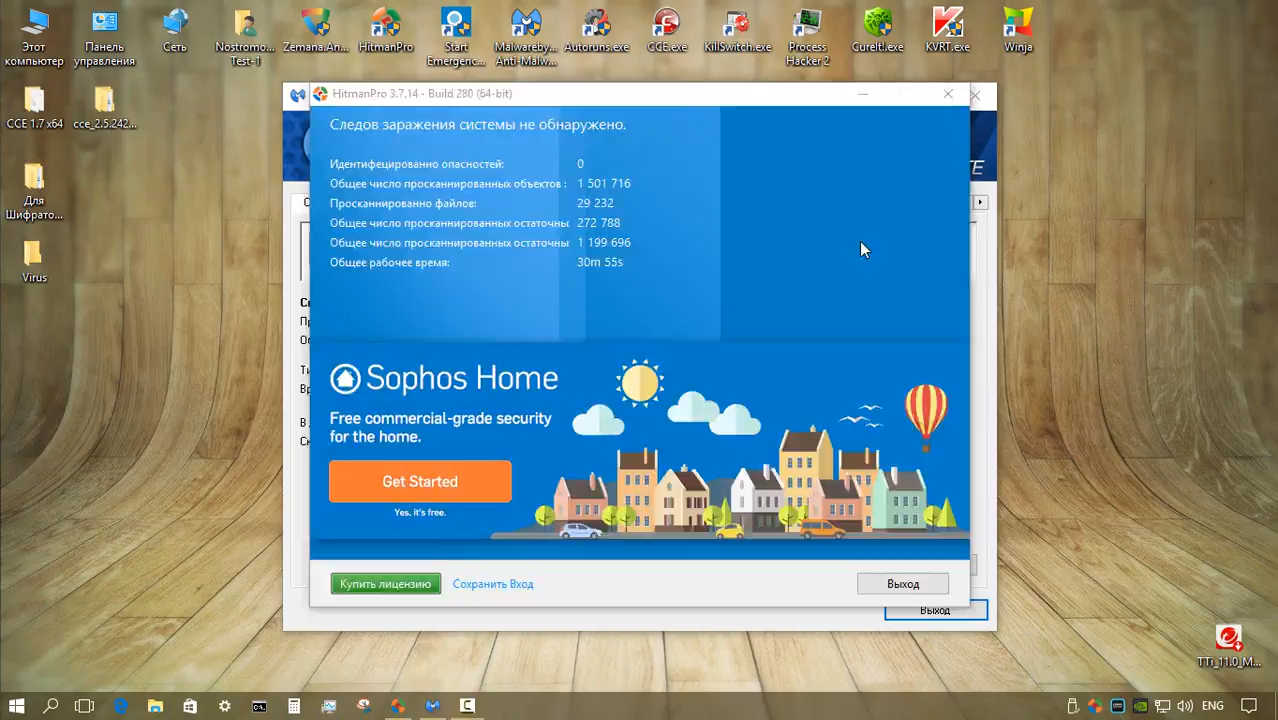 Этот
компьютер
Панель
управления
Сеть
Nostromo...
Test-1
Zemana.An...
HitmanPro
Start
Emergenc...
Malwareby...
Anti-Malw...
Autoruns.exe
CCE.exe
KillSwitch.exe
Process
Hacker 2
CureIt!.exe
KVRT.exe
Winja
CCE 1.7 x64
cce_2.5.242...
Для
Шифрато...
Virus
HitmanPro 3.7.14 - Build 280 (64-bit)
Следов заражения системы не обнаружено.
Идентефецированно опасностей: 0
Общее число просканнированных объектов : 1 501 716
Просканнированно файлов: 29 232
Общее число просканнированных остаточны 272 788
Общее число просканнированных остаточны 1 199 696
Общее рабочее время: 30m 55s
Sophos Home
Free commercial-grade security
for the home.
Get Started
Yes. it's free.
Купить лицензию
Сохранить Вход
Выход
Выход
TTi_11.0_M...
ENG